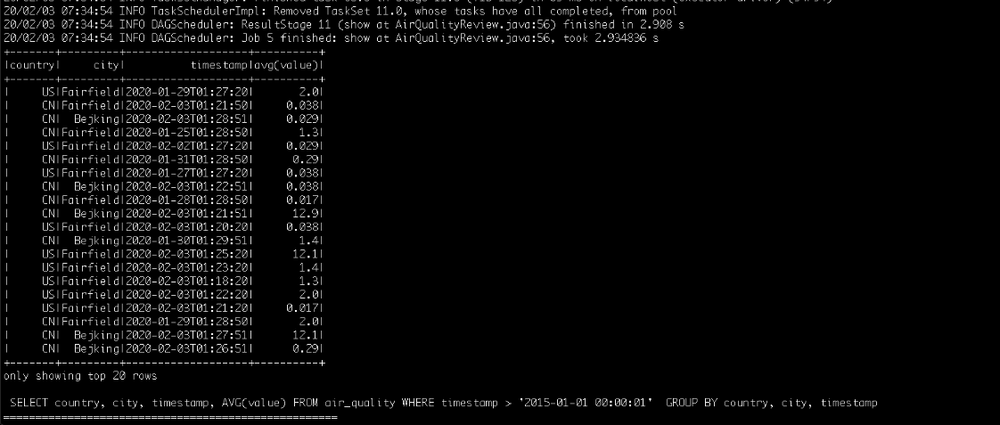 20/02/03 07:34:54 INFO TaskSchedulerImpl: Removed TaskSet 11.0, whose tasks have all completed, from pool
20/02/03 07:34:54 INFO DAGScheduler: ResultStage 11 (show at AirQualityReview.java:56) finished in 2.908 s
20/02/03 07:34:54 INFO DAGScheduler: Job 5 finished: show at AirQualityReview.java:56, took 2.934836 s
+-------+---------+-------------------+----------+
|country|     city|          timestamp|avg(value)|
+-------+---------+-------------------+----------+
|     US|Fairfield|2020-01-29T01:27:20|       2.0|
|     CN|Fairfield|2020-02-03T01:21:50|     0.038|
|     CN|  Bejking|2020-02-03T01:28:51|     0.029|
|     CN|Fairfield|2020-01-25T01:28:50|       1.3|
|     US|Fairfield|2020-02-02T01:27:20|     0.029|
|     CN|Fairfield|2020-01-31T01:28:50|      0.29|
|     US|Fairfield|2020-01-27T01:27:20|     0.038|
|     CN|  Bejking|2020-02-03T01:22:51|     0.038|
|     CN|Fairfield|2020-01-28T01:28:50|     0.017|
|     CN|  Bejking|2020-02-03T01:21:51|      12.9|
|     US|Fairfield|2020-02-03T01:20:20|     0.038|
|     CN|  Bejking|2020-01-30T01:29:51|       1.4|
|     US|Fairfield|2020-02-03T01:25:20|      12.1|
|     US|Fairfield|2020-02-03T01:23:20|       1.4|
|     US|Fairfield|2020-02-03T01:18:20|       1.3|
|     US|Fairfield|2020-02-03T01:22:20|       2.0|
|     US|Fairfield|2020-02-03T01:21:20|     0.017|
|     CN|Fairfield|2020-01-29T01:28:50|       2.0|
|     CN|  Bejking|2020-02-03T01:27:51|      12.1|
|     CN|  Bejking|2020-02-03T01:26:51|      0.29|
+-------+---------+-------------------+----------+
only showing top 20 rows
SELECT country, city, timestamp, AVG(value) FROM air_quality WHERE timestamp > '2015-01-01 00:00:01'  GROUP BY country, city, timestamp
====================================================